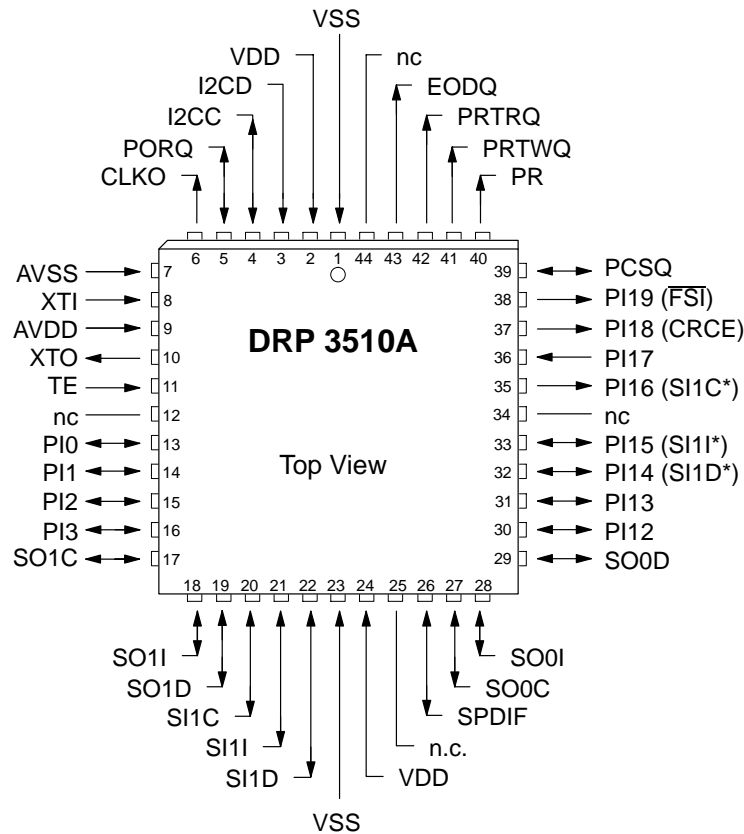 VSS
VDD
nc
I2CD
EODQ
I2CC
PRTRQ
PORQ
PRTWQ
CLKO
PR
6 5 4 3 2 1 44 43 42 41 40
AVSS 7 39 PCSQ
XTI 8 38 PI19 (F̅S̅I̅)
AVDD 9 37 PI18 (CRCE)
XTO 10 DRP 3510A 36 PI17
TE 11 35 PI16 (SI1C*)
nc 12 34 nc
PI0 13 33 PI15 (SI1I*)
PI1 14 Top View 32 PI14 (SI1D*)
PI2 15 31 PI13
PI3 16 30 PI12
SO1C 17 29 SO0D
18 19 20 21 22 23 24 25 26 27 28
SO1I SO0I
SO1D SO0C
SI1C SPDIF
SI1I n.c.
SI1D VDD
VSS